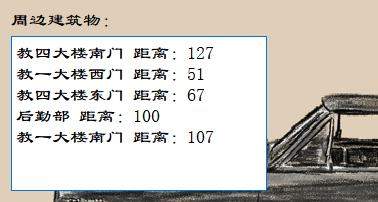 周边建筑物:
教四大楼南门 距离: 127
教一大楼西门 距离: 51
教四大楼东门 距离: 67
后勤部 距离: 100
教一大楼南门 距离: 107